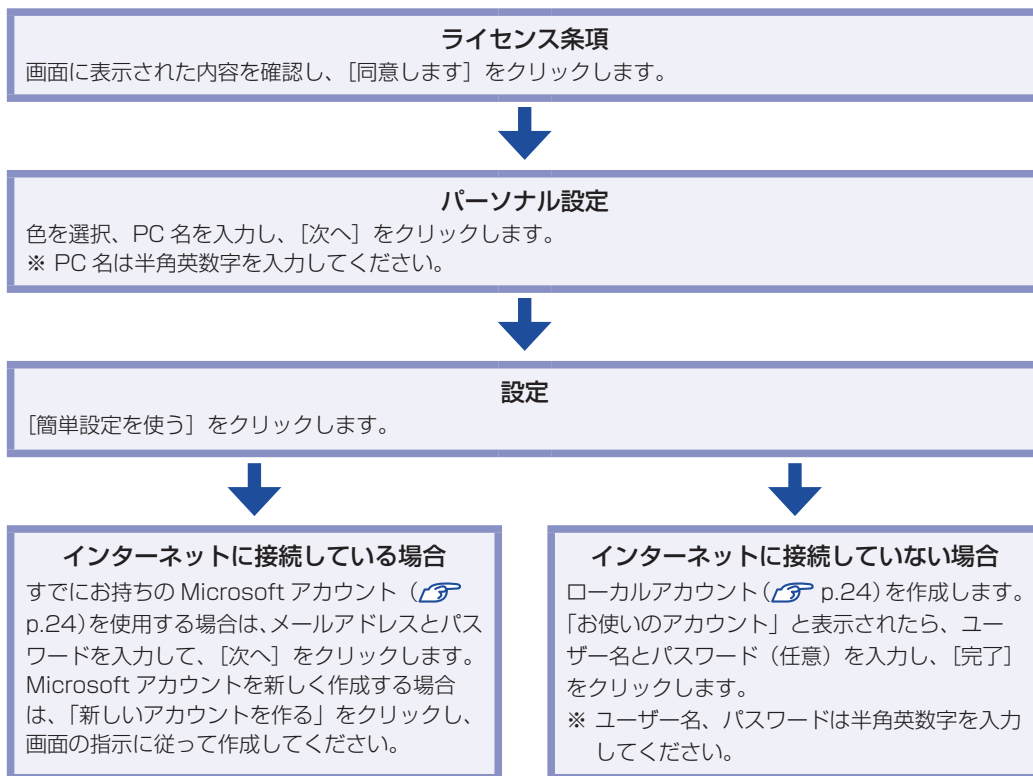 ライセンス条項
画面に表示された内容を確認し、[同意します] をクリックします。
パーソナル設定
色を選択、PC 名を入力し、[次へ] をクリックします。
※ PC 名は半角英数字を入力してください。
設定
[簡単設定を使う] をクリックします。
インターネットに接続している場合
すでにお持ちの Microsoft アカウント(
p.24)を使用する場合は、メールアドレスとパス
ワードを入力して、[次へ] をクリックします。
Microsoft アカウントを新しく作成する場合
は、「新しいアカウントを作る」をクリックし、
画面の指示に従って作成してください。
インターネットに接続していない場合
ローカルアカウント( p.24)を作成します。
「お使いのアカウント」と表示されたら、ユー
ザー名とパスワード(任意)を入力し、[完了]
をクリックします。
※ ユーザー名、パスワードは半角英数字を入力
してください。